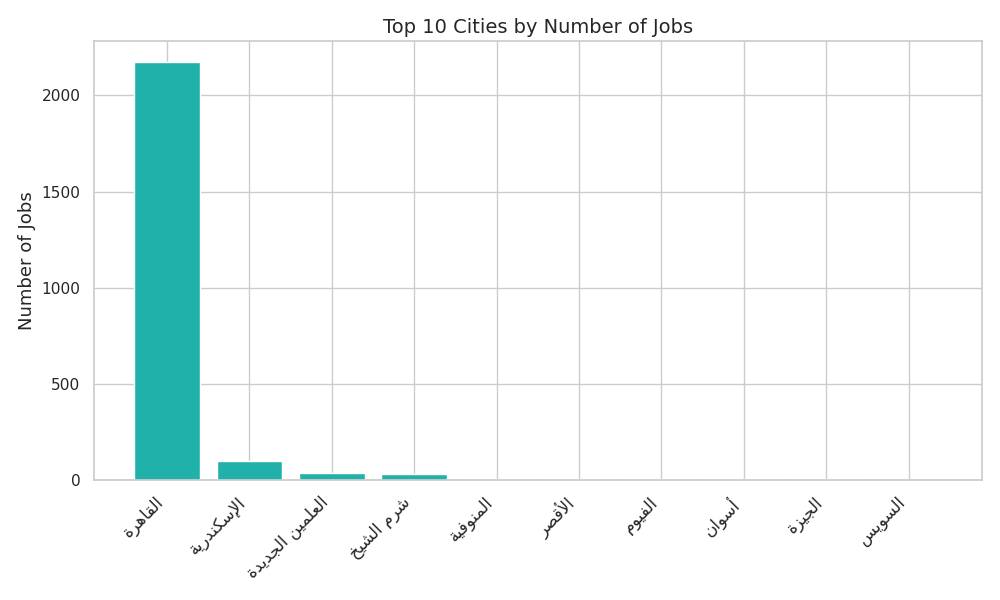 Top 10 Cities by Number of Jobs
Number of Jobs
2000
1500
1000
500
0
القاهرة
الإسكندرية
العلمين الجديدة
شرم الشيخ
المنوفية
الأقصر
الفيوم
أسوان
الجيزة
السويس